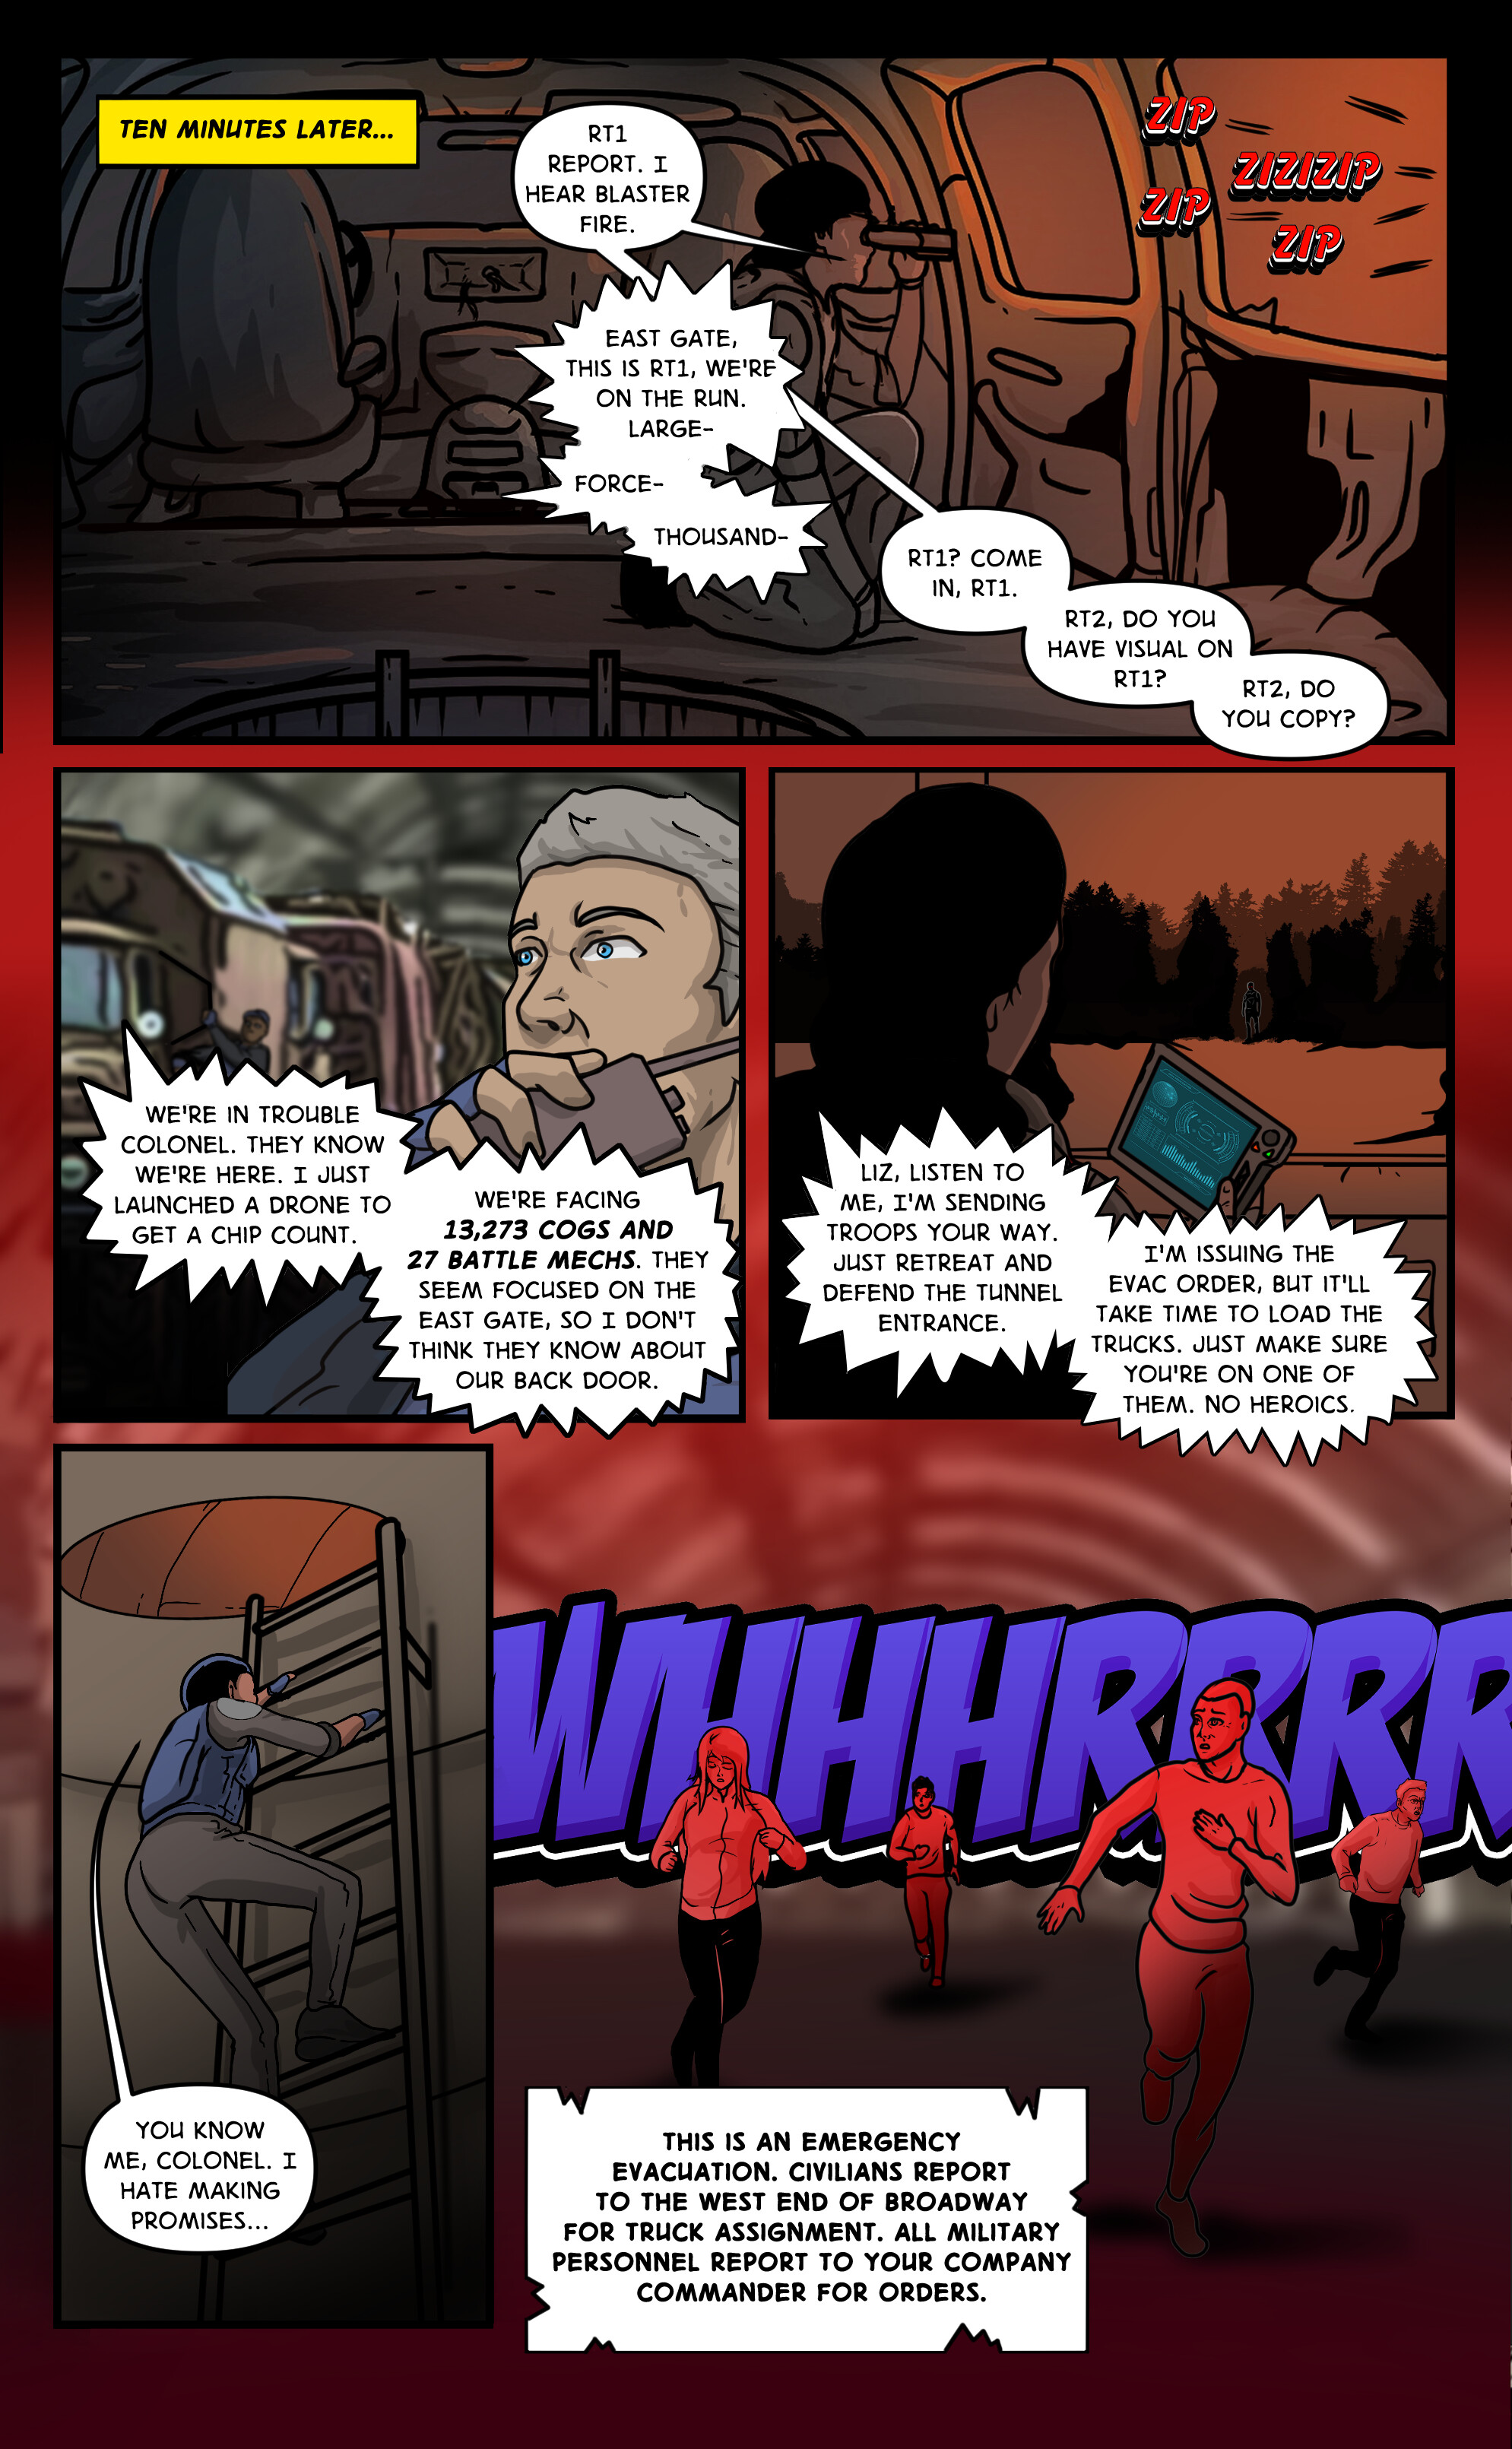 TEN MINUTES LATER...
RT1
REPORT. I
HEAR BLASTER
FIRE.
ZIP
ZIZIZIP
ZIP
ZIP
EAST GATE,
THIS IS RT1, WE'RE
ON THE RUN.
LARGE-
FORCE-
THOUSAND-
RT1? COME
IN, RT1.
RT2, DO YOU
HAVE VISUAL ON
RT1?
RT2, DO
YOU COPY?
WE'RE IN TROUBLE
COLONEL. THEY KNOW
WE'RE HERE. I JUST
LAUNCHED A DRONE TO
GET A CHIP COUNT.
WE'RE FACING
13,273 COGS AND
27 BATTLE MECHS. THEY
SEEM FOCUSED ON THE
EAST GATE, SO I DON'T
THINK THEY KNOW ABOUT
OUR BACK DOOR.
LIZ, LISTEN TO
ME, I'M SENDING
TROOPS YOUR WAY.
JUST RETREAT AND
DEFEND THE TUNNEL
ENTRANCE.
I'M ISSUING THE
EVAC ORDER, BUT IT'LL
TAKE TIME TO LOAD THE
TRUCKS. JUST MAKE SURE
YOU'RE ON ONE OF
THEM. NO HEROICS.
YOU KNOW
ME, COLONEL. I
HATE MAKING
PROMISES...
WHHHRRRR
THIS IS AN EMERGENCY
EVACUATION. CIVILIANS REPORT
TO THE WEST END OF BROADWAY
FOR TRUCK ASSIGNMENT. ALL MILITARY
PERSONNEL REPORT TO YOUR COMPANY
COMMANDER FOR ORDERS.